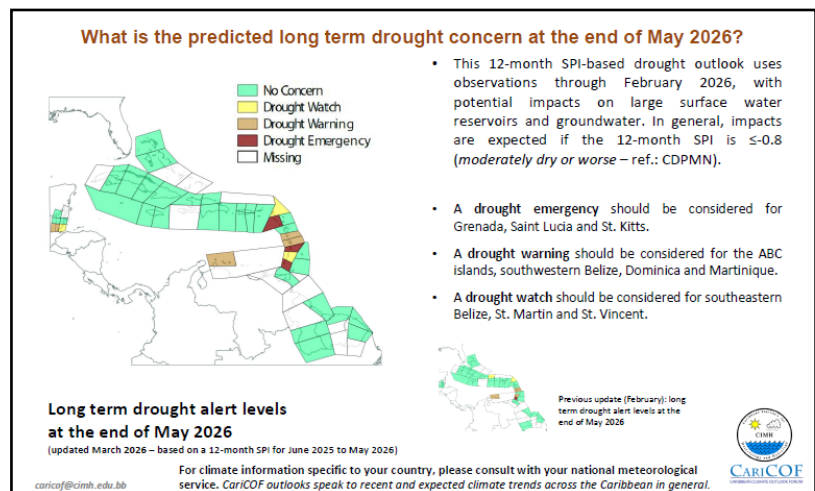 What is the predicted long term drought concern at the end of May 2026?
No Concern
Drought Watch
Drought Warning
Drought Emergency
Missing
• This 12-month SPI-based drought outlook uses
observations through February 2026, with
potential impacts on large surface water
reservoirs and groundwater. In general, impacts
are expected if the 12-month SPI is ≤-0.8
(moderately dry or worse – ref.: CDPMN).
• A drought emergency should be considered for
Grenada, Saint Lucia and St. Kitts.
• A drought warning should be considered for the ABC
islands, southwestern Belize, Dominica and Martinique.
• A drought watch should be considered for southeastern
Belize, St. Martin and St. Vincent.
Previous update (February): long
term drought alert levels at the
end of May 2026
Long term drought alert levels
at the end of May 2026
(updated March 2026 – based on a 12-month SPI for June 2025 to May 2026)
For climate information specific to your country, please consult with your national meteorological
service. CariCOF outlooks speak to recent and expected climate trends across the Caribbean in general.
caricof@cimh.edu.bb
CIMH
CARICOF
CARIBBEAN CLIMATE OUTLOOK FORUM